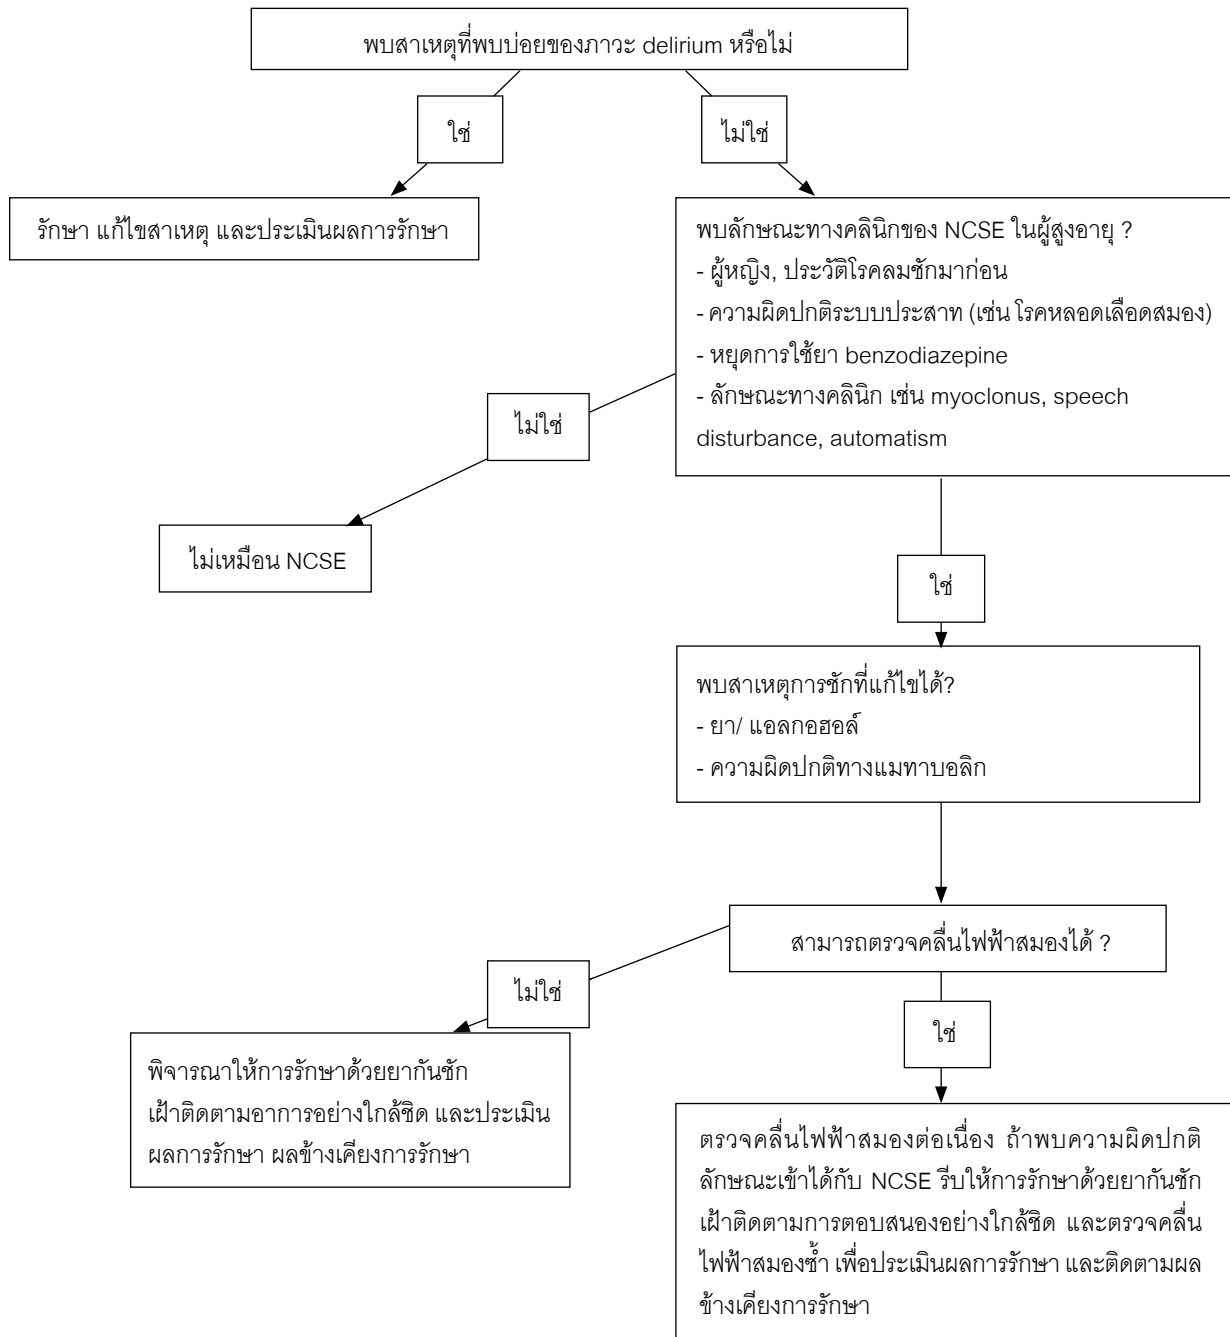 พบสาเหตุที่พบบ่อยของภาวะ delirium หรือไม่
ใช่
ไม่ใช่
รักษา แก้ไขสาเหตุ และประเมินผลการรักษา
พบลักษณะทางคลินิกของ NCSE ในผู้สูงอายุ ?
- ผู้หญิง, ประวัติโรคลมชักมาก่อน
- ความผิดปกติระบบประสาท (เช่น โรคหลอดเลือดสมอง)
- หยุดการใช้ยา benzodiazepine
- ลักษณะทางคลินิก เช่น myoclonus, speech
disturbance, automatism
ไม่ใช่
ไม่เหมือน NCSE
ใช่
พบสาเหตุการชักที่แก้ไขได้?
- ยา/ แอลกอฮอล์
- ความผิดปกติทางแมทาบอลิก
สามารถตรวจคลื่นไฟฟ้าสมองได้ ?
ไม่ใช่
ใช่
พิจารณาให้การรักษาด้วยยากันชัก
เฝ้าติดตามอาการอย่างใกล้ชิด และประเมิน
ผลการรักษา ผลข้างเคียงการรักษา
ตรวจคลื่นไฟฟ้าสมองต่อเนื่อง ถ้าพบความผิดปกติ
ลักษณะเข้าได้กับ NCSE รีบให้การรักษาด้วยยากันชัก
เฝ้าติดตามการตอบสนองอย่างใกล้ชิด และตรวจคลื่น
ไฟฟ้าสมองซ้ำ เพื่อประเมินผลการรักษา และติดตามผล
ข้างเคียงการรักษา